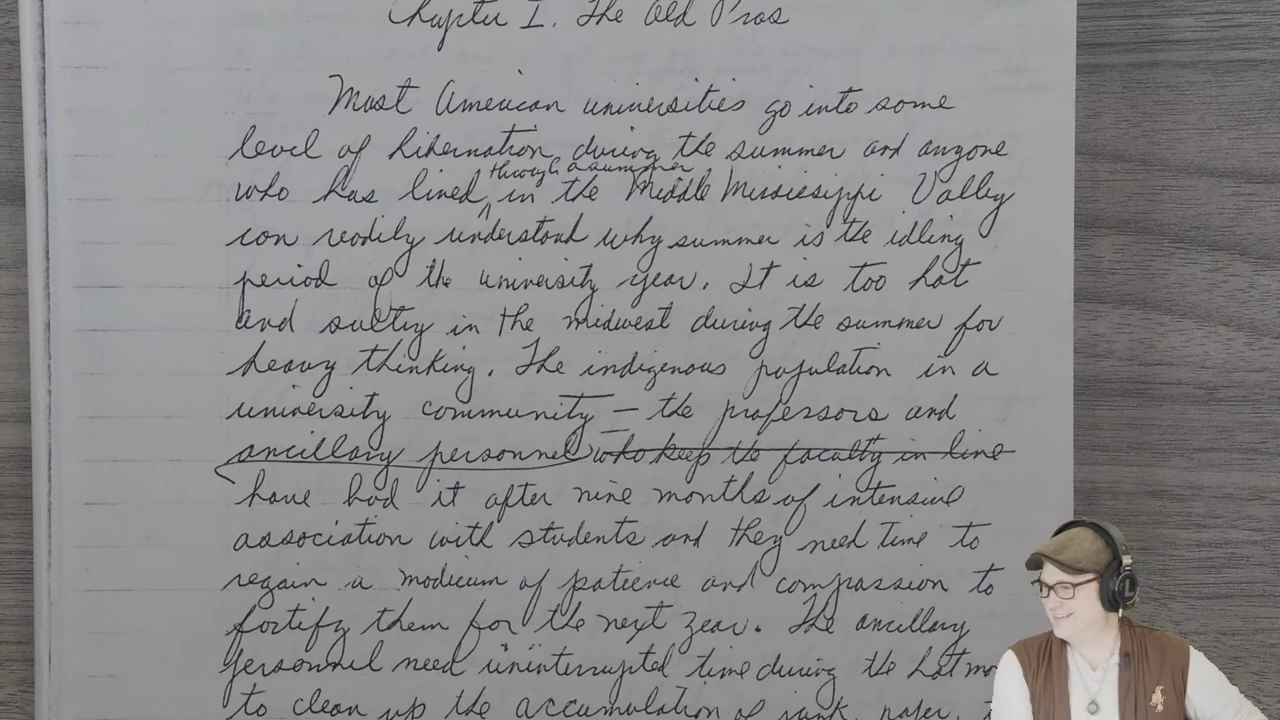 Chapter I. The Old Pros
Most American universities go into some
level of hibernation during the summer and anyone
through a summer
who has lived in the Middle Mississippi Valley
can readily understand why summer is the idling
period of the university year. It is too hot
and sultry in the midwest during the summer for
heavy thinking. The indigenous population in a
university community — the professors and
ancillary personnel who keep the faculty in line
have had it after nine months of intensive
association with students and they need time to
regain a modicum of patience and compassion to
fortify them for the next year. The ancillary
personnel need uninterrupted time during the hot
to clean up the accumulation of junk, paper,